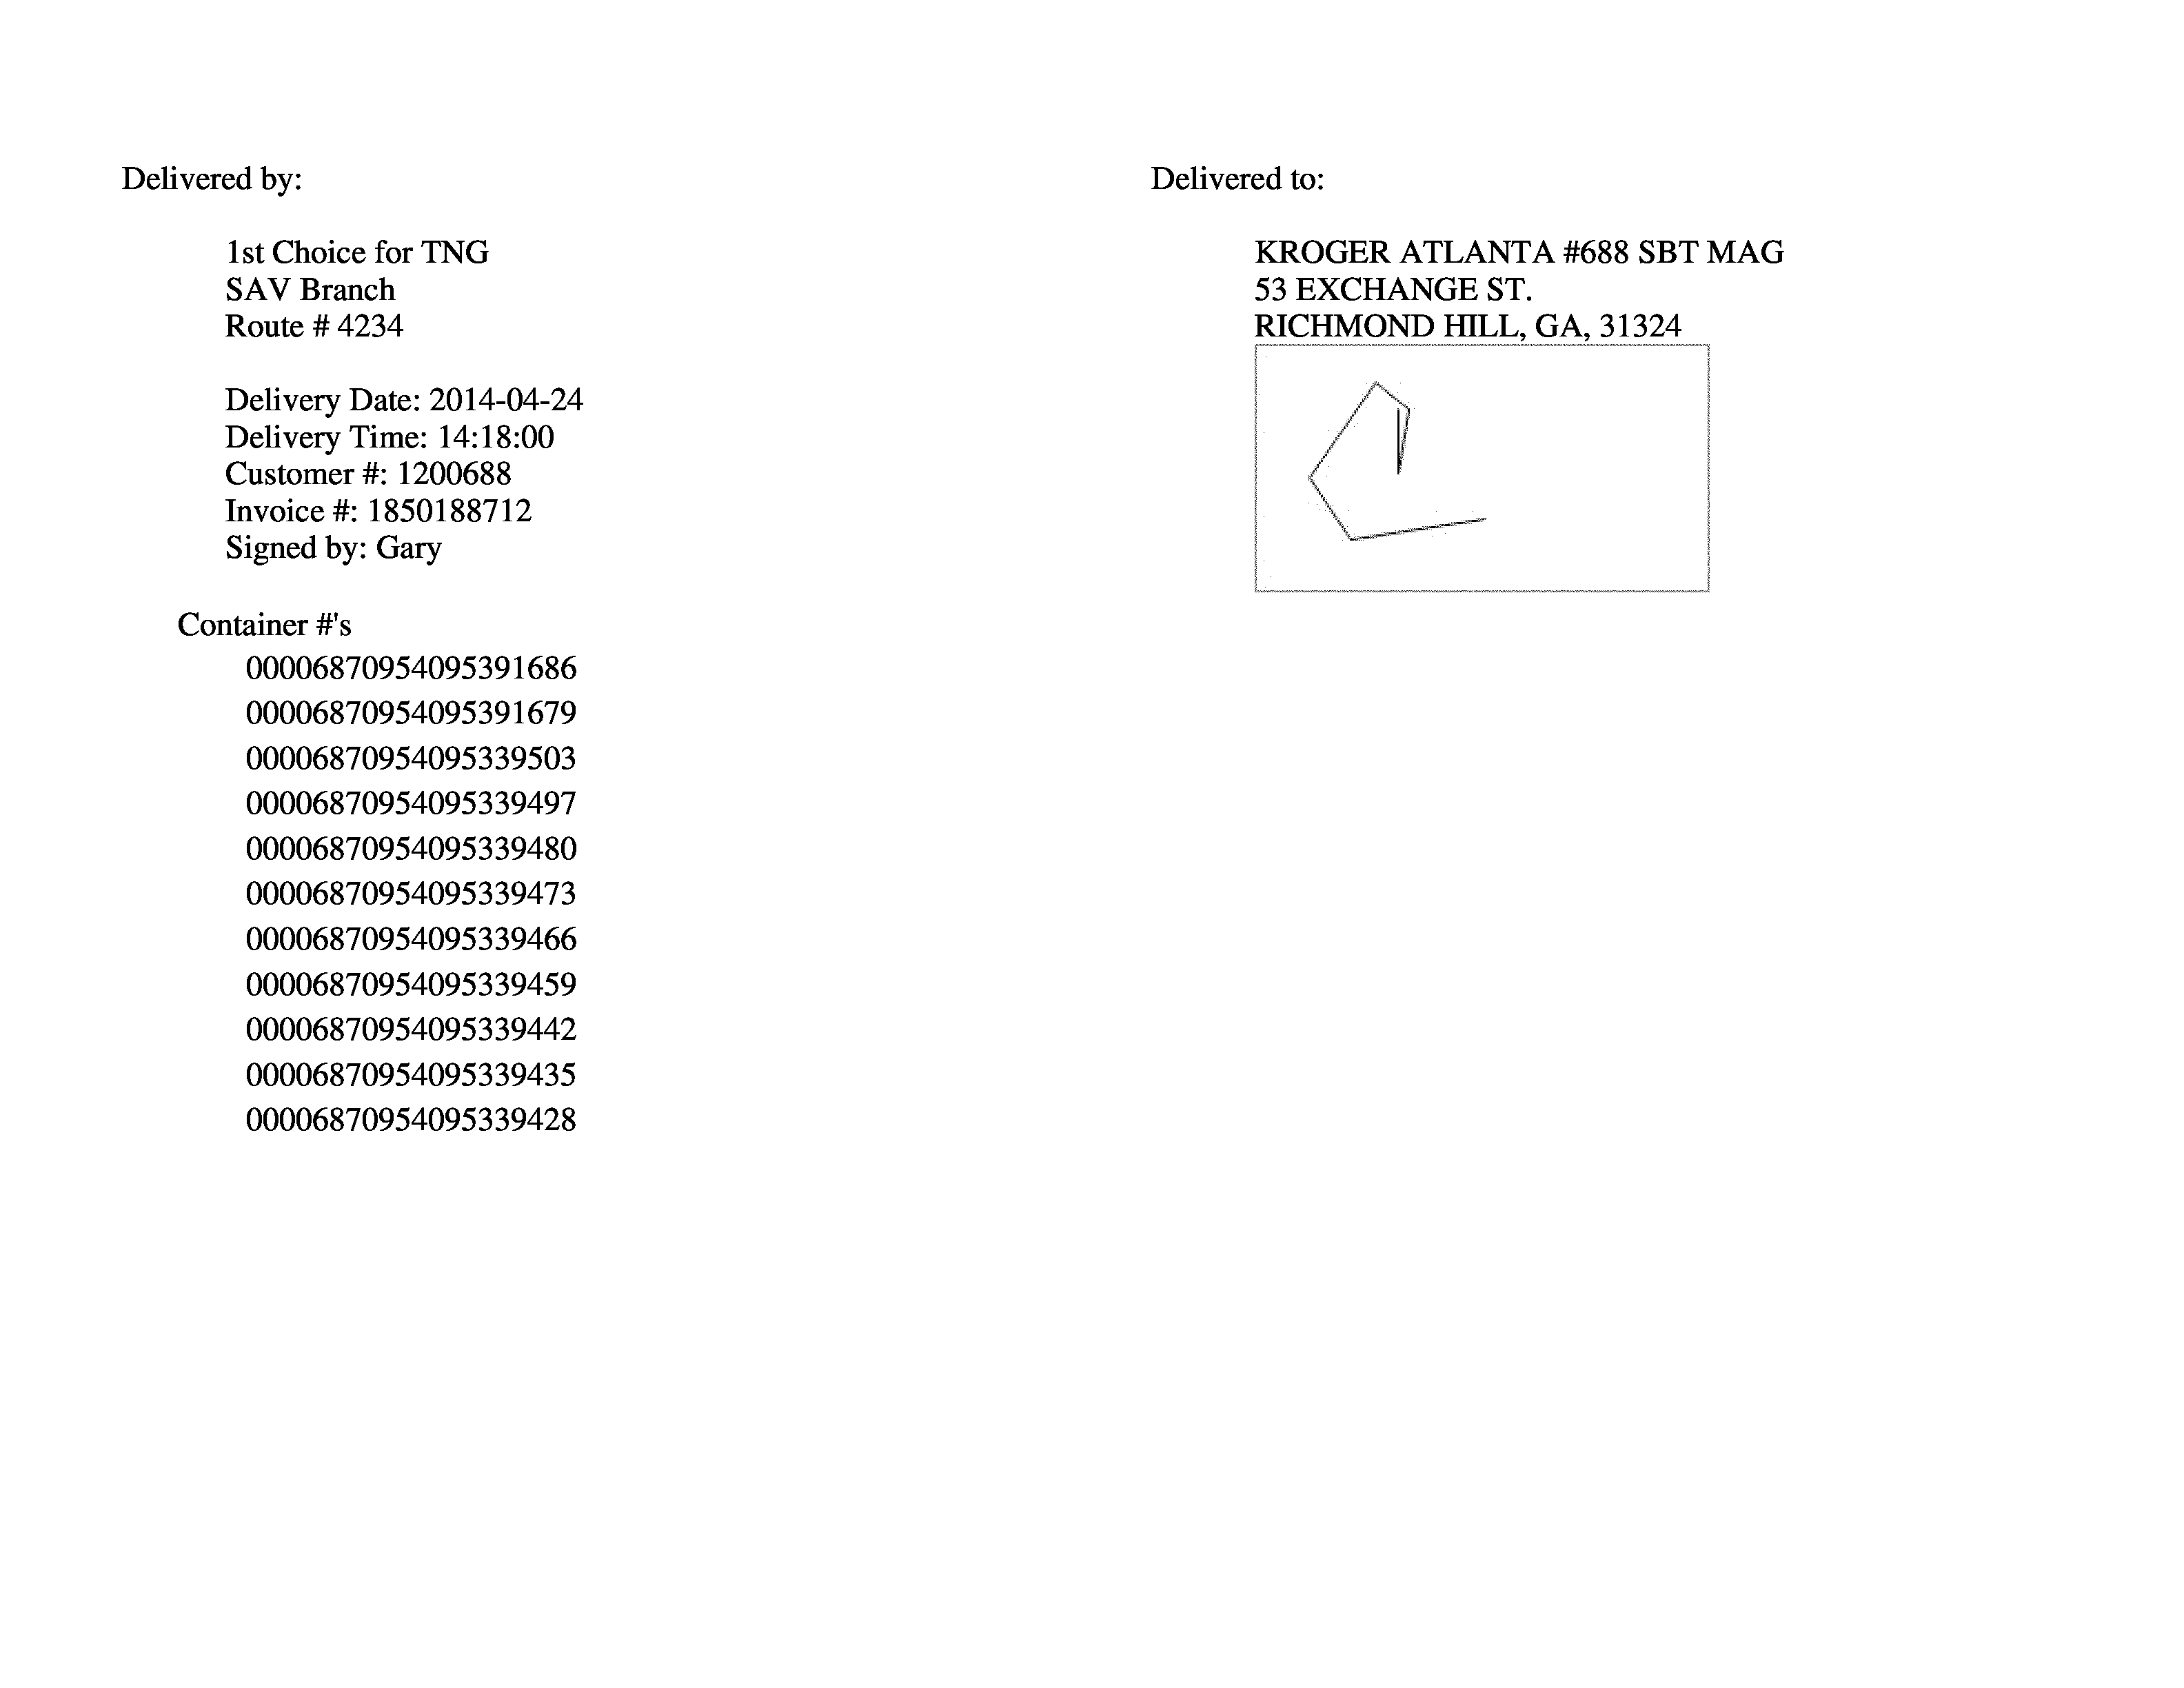 Delivered by:
1st Choice for TNG
SAV Branch
Route # 4234
Delivery Date: 2014-04-24
Delivery Time: 14:18:00
Customer #: 1200688
Invoice #: 1850188712
Signed by: Gary
Container #'s
00006870954095391686
00006870954095391679
00006870954095339503
00006870954095339497
00006870954095339480
00006870954095339473
00006870954095339466
00006870954095339459
00006870954095339442
00006870954095339435
00006870954095339428
Delivered to:
KROGER ATLANTA #688 SBT MAG
53 EXCHANGE ST.
RICHMOND HILL, GA, 31324